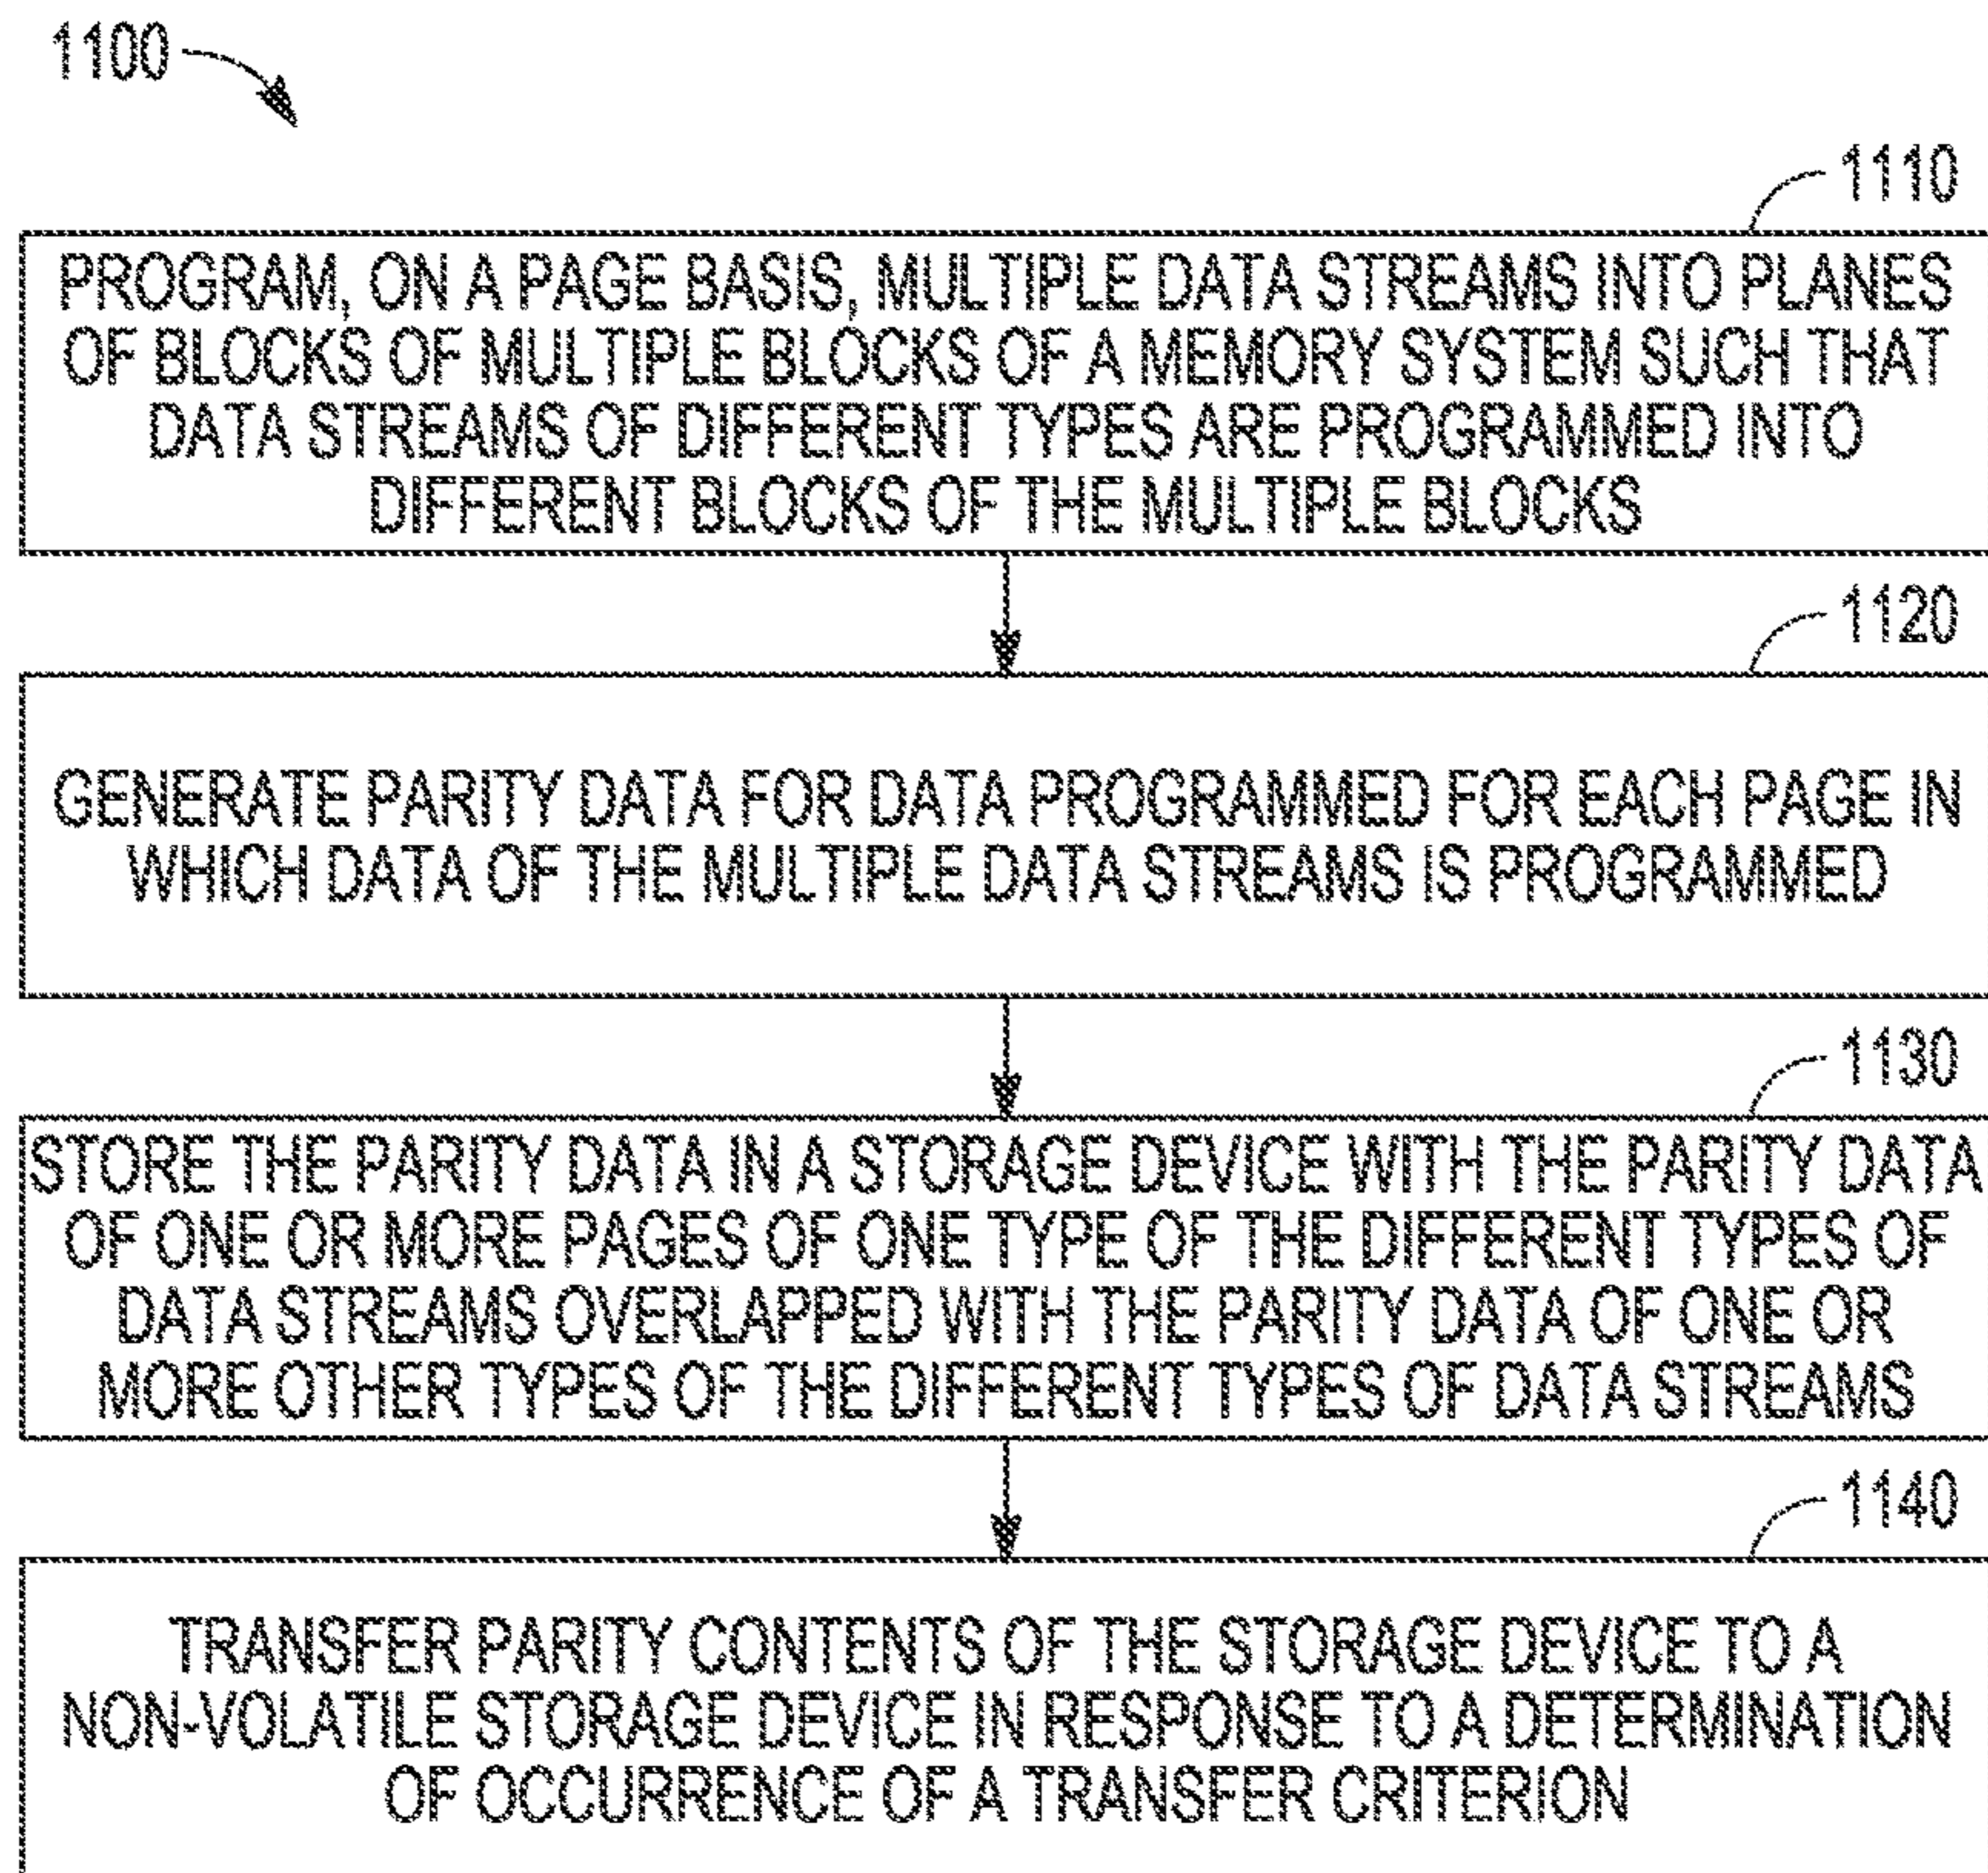 1100
1110
PROGRAM, ON A PAGE BASIS, MULTIPLE DATA STREAMS INTO PLANES
OF BLOCKS OF MULTIPLE BLOCKS OF A MEMORY SYSTEM SUCH THAT
DATA STREAMS OF DIFFERENT TYPES ARE PROGRAMMED INTO
DIFFERENT BLOCKS OF THE MULTIPLE BLOCKS
1120
GENERATE PARITY DATA FOR DATA PROGRAMMED FOR EACH PAGE IN
WHICH DATA OF THE MULTIPLE DATA STREAMS IS PROGRAMMED
1130
STORE THE PARITY DATA IN A STORAGE DEVICE WITH THE PARITY DATA
OF ONE OR MORE PAGES OF ONE TYPE OF THE DIFFERENT TYPES OF
DATA STREAMS OVERLAPPED WITH THE PARITY DATA OF ONE OR
MORE OTHER TYPES OF THE DIFFERENT TYPES OF DATA STREAMS
1140
TRANSFER PARITY CONTENTS OF THE STORAGE DEVICE TO A
NON-VOLATILE STORAGE DEVICE IN RESPONSE TO A DETERMINATION
OF OCCURRENCE OF A TRANSFER CRITERION